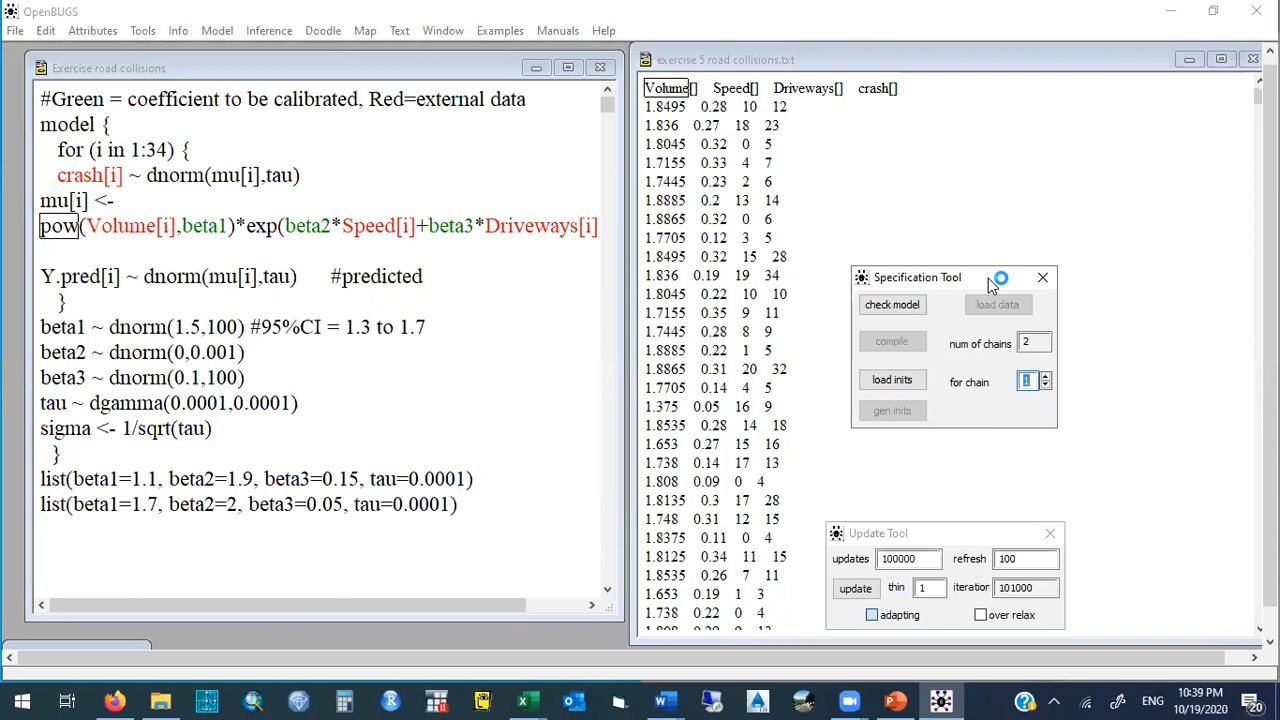 OpenBUGS
File Edit Attributes Tools Info Model Inference Doodle Map Text Window Examples Manuals Help
Exercise road collisions
#Green = coefficient to be calibrated, Red=external data
model {
for (i in 1:34) {
crash[i] ~ dnorm(mu[i],tau)
mu[i] <-
pow(Volume[i],beta1)*exp(beta2*Speed[i]+beta3*Driveways[i]
Y.pred[i] ~ dnorm(mu[i],tau) #predicted
}
beta1 ~ dnorm(1.5,100) #95%CI = 1.3 to 1.7
beta2 ~ dnorm(0,0.001)
beta3 ~ dnorm(0.1,100)
tau ~ dgamma(0.0001,0.0001)
sigma <- 1/sqrt(tau)
}
list(beta1=1.1, beta2=1.9, beta3=0.15, tau=0.0001)
list(beta1=1.7, beta2=2, beta3=0.05, tau=0.0001)
exercise 5 road collisions.txt
Volume[] Speed[] Driveways[] crash[]
1.8495 0.28 10 12
1.836 0.27 18 23
1.8045 0.32 0 5
1.7155 0.33 4 7
1.7445 0.23 2 6
1.8885 0.2 13 14
1.8865 0.32 0 6
1.7705 0.12 3 5
1.8495 0.32 15 28
1.836 0.19 19 34
1.8045 0.22 10 10
1.7155 0.35 9 11
1.7445 0.28 8 9
1.8885 0.22 1 5
1.8865 0.31 20 32
1.7705 0.14 4 5
1.375 0.05 16 9
1.8535 0.28 14 18
1.653 0.27 15 16
1.738 0.14 17 13
1.808 0.09 0 4
1.8135 0.3 17 28
1.748 0.31 12 15
1.8375 0.11 0 4
1.8125 0.34 11 15
1.8535 0.26 7 11
1.653 0.19 1 3
1.738 0.22 0 4
Specification Tool
check model load data
compile num of chains 2
load inits for chain 1
gen inits
Update Tool
updates 100000 refresh 100
update thin 1 iteration 101000
adapting over relax
ENG
10:39 PM
10/19/2020
20